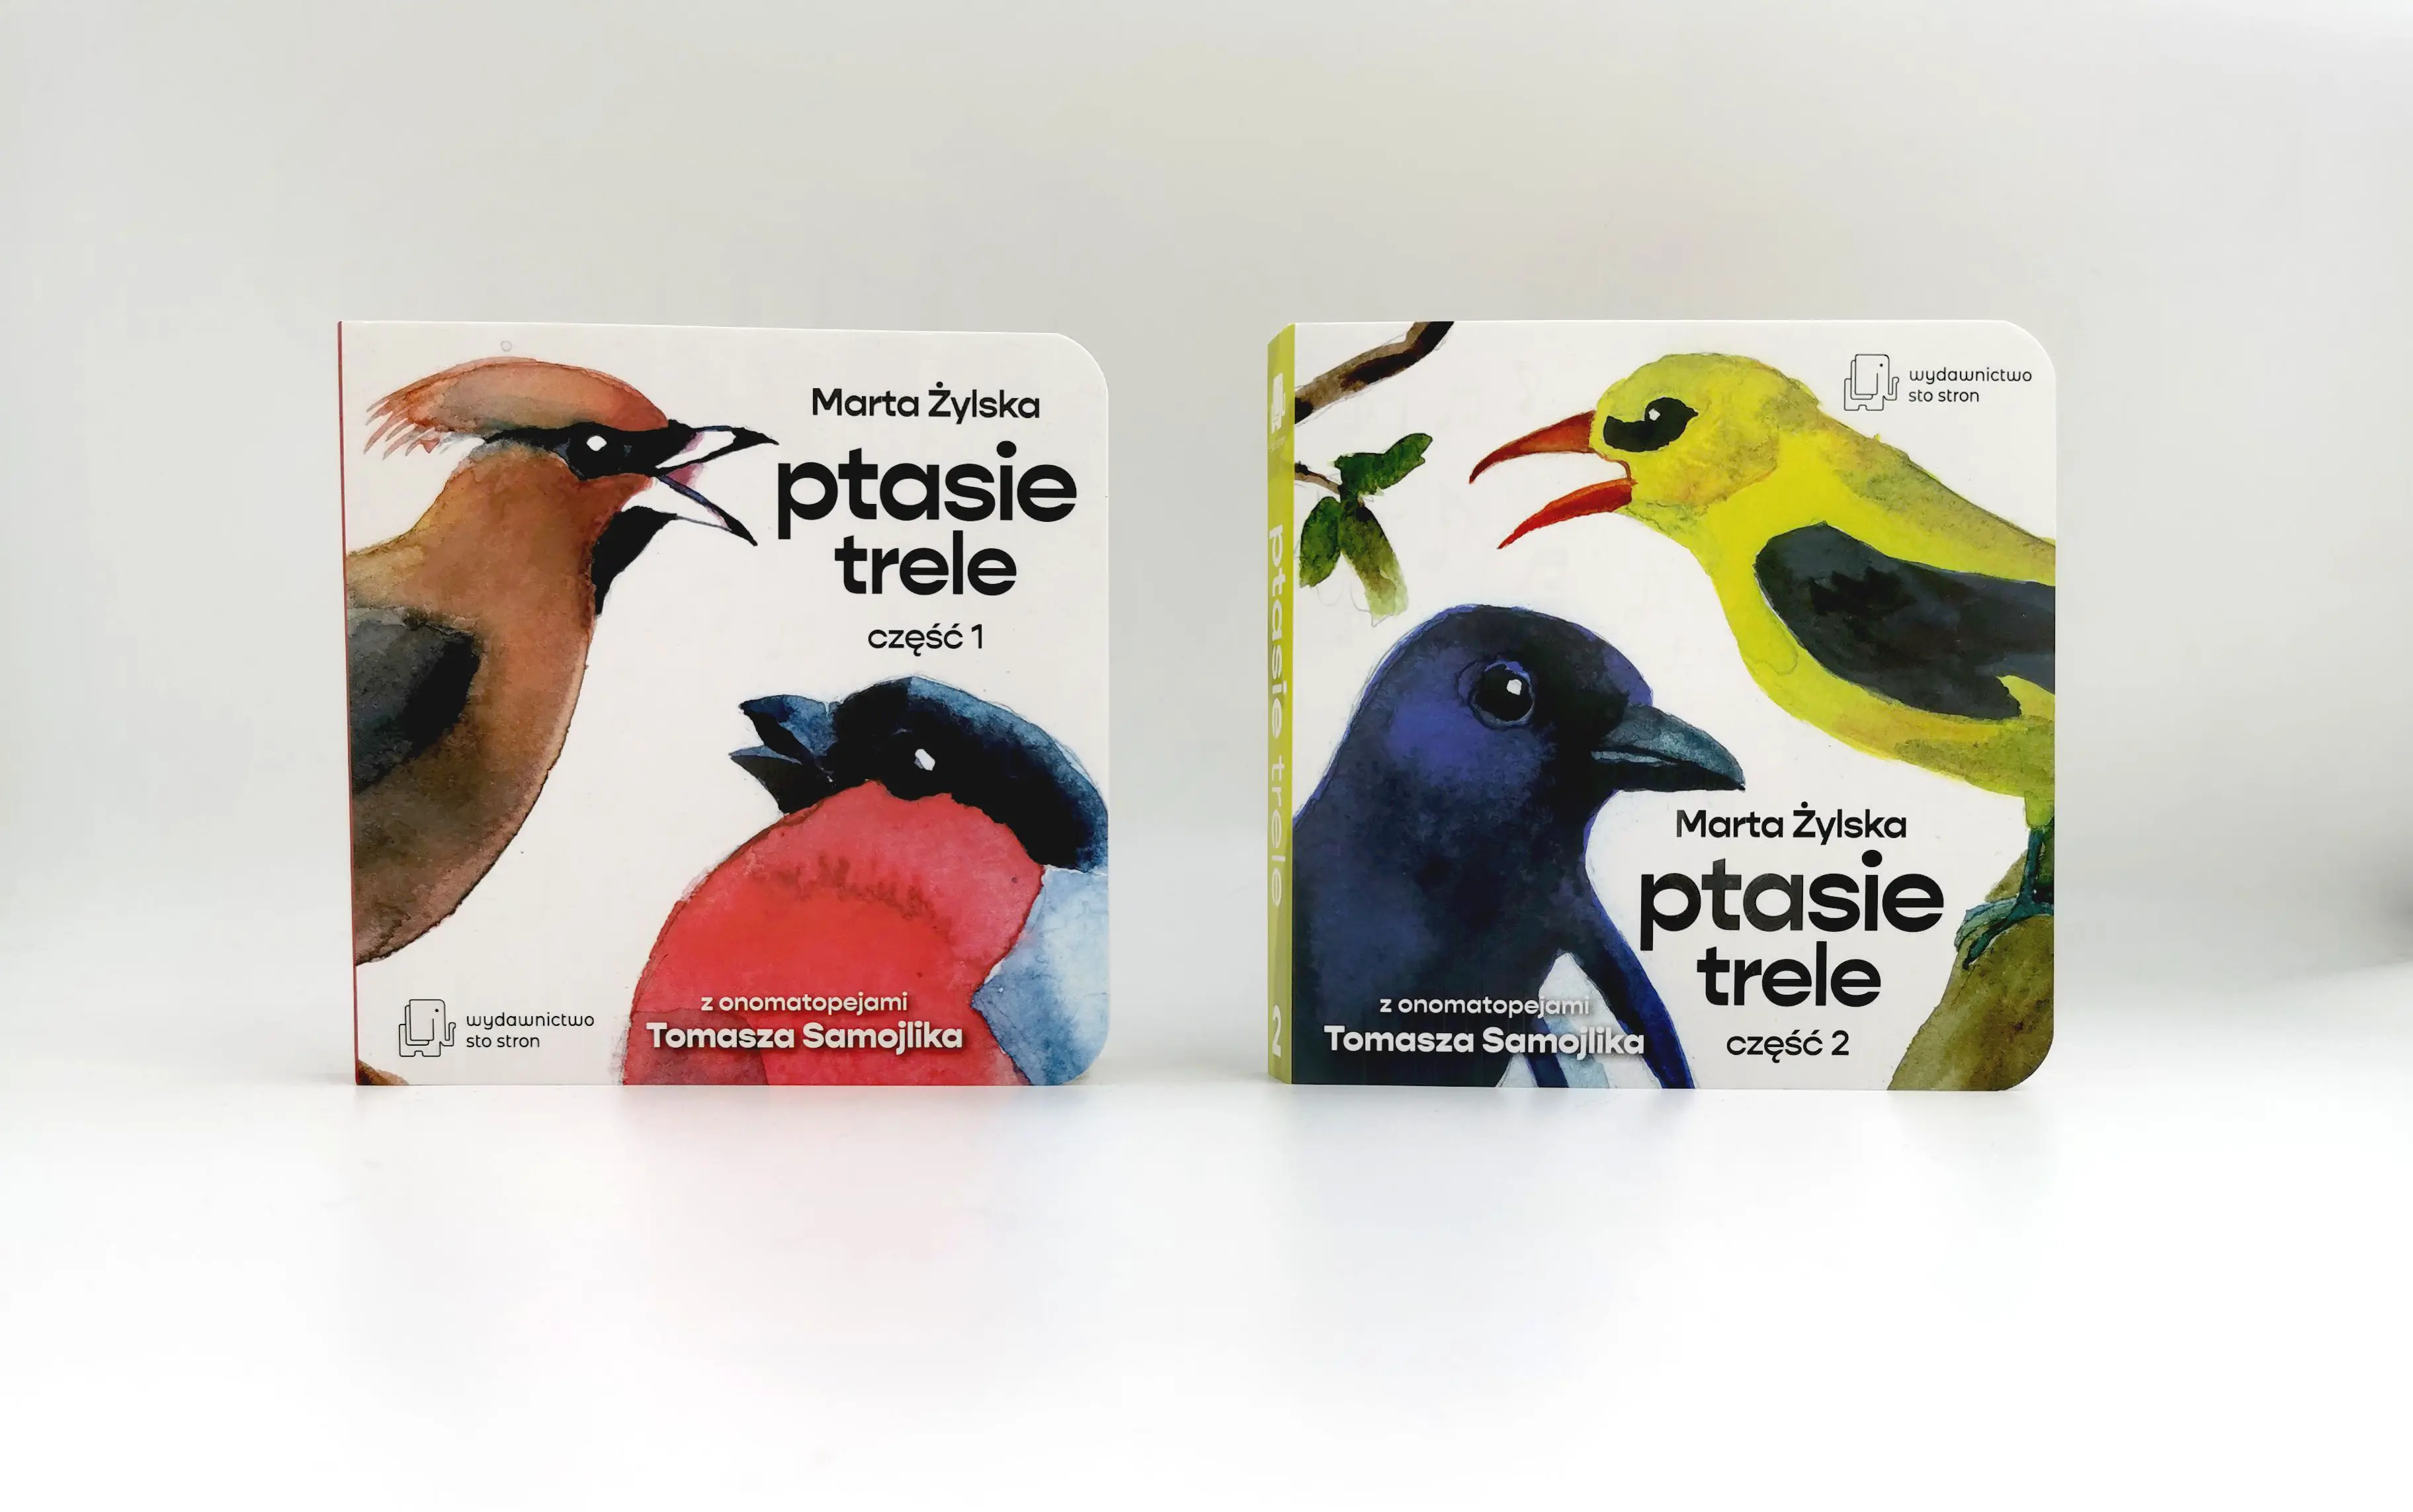 Marta Żylska
ptasie
trele
część 1
z onomatopejami
Tomasza Samojlika
wydawnictwo
sto stron
ptasie trele 2
wydawnictwo
sto stron
Marta Żylska
ptasie
trele
część 2
z onomatopejami
Tomasza Samojlika